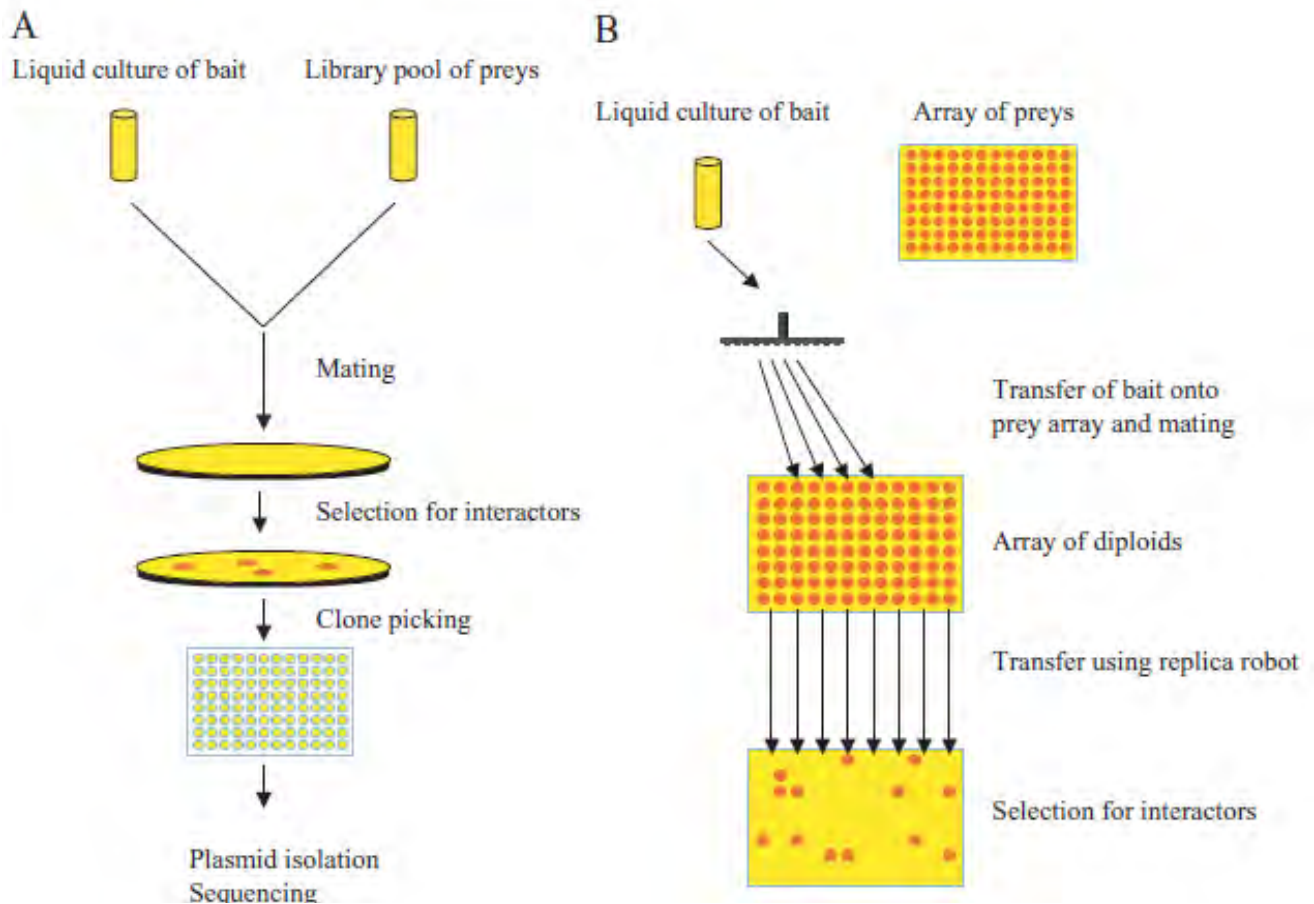 A
Liquid culture of bait
Library pool of preys
Mating
Selection for interactors
Clone picking
Plasmid isolation
Sequencing
B
Liquid culture of bait
Array of preys
Transfer of bait onto
prey array and mating
Array of diploids
Transfer using replica robot
Selection for interactors